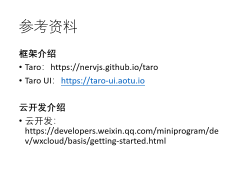 参考资料
框架介绍
• Taro：https://nervjs.github.io/taro
• Taro UI：https://taro-ui.aotu.io
云开发介绍
• 云开发：
https://developers.weixin.qq.com/miniprogram/de
v/wxcloud/basis/getting-started.html